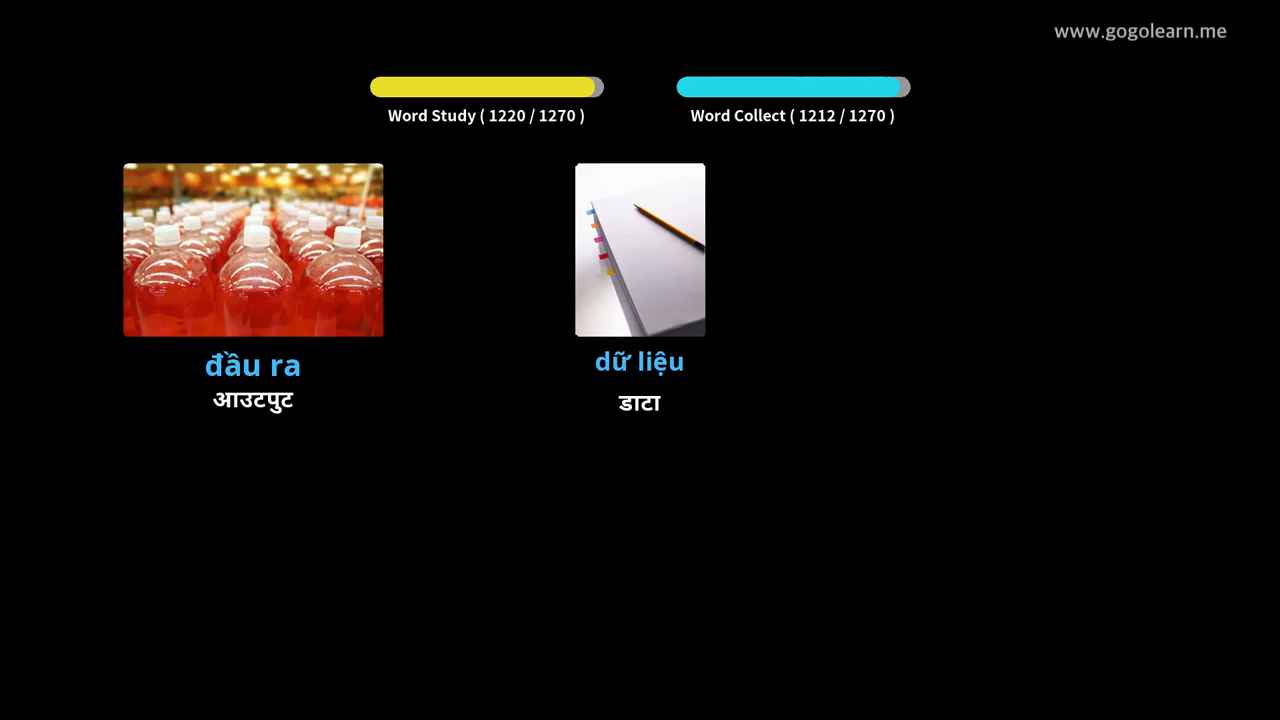 www.gogolearn.me
Word Study ( 1220 / 1270 )
Word Collect ( 1212 / 1270 )
đầu ra
आउटपुट
dữ liệu
डाटा